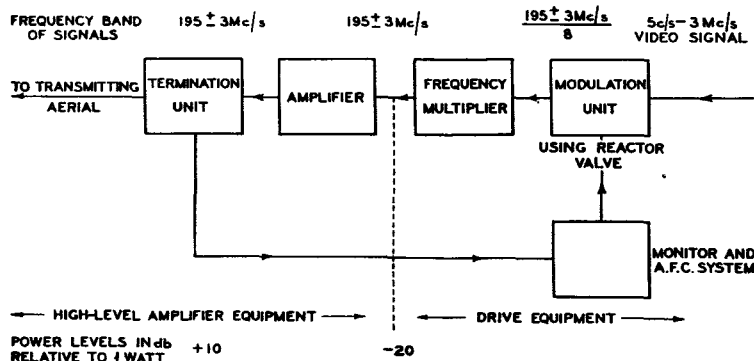 FREQUENCY BAND
OF SIGNALS
195 ± 3Mc/s
195 ± 3Mc/s
195 ± 3Mc/s
8
5c/s–3Mc/s
VIDEO SIGNAL
TO TRANSMITTING
AERIAL
TERMINATION
UNIT
AMPLIFIER
FREQUENCY
MULTIPLIER
MODULATION
UNIT
USING REACTOR
VALVE
MONITOR AND
A.F.C. SYSTEM
HIGH-LEVEL AMPLIFIER EQUIPMENT
DRIVE EQUIPMENT
POWER LEVELS IN db
RELATIVE TO 1 WATT
+10
-20